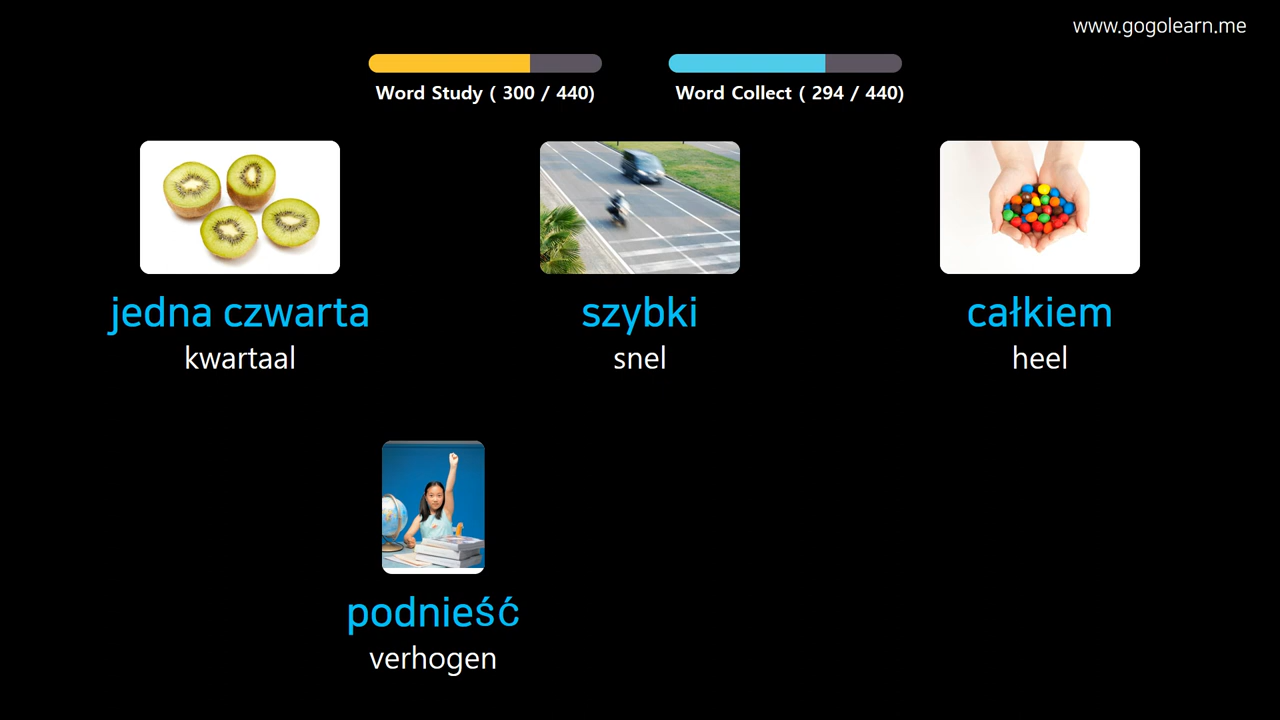 www.gogolearn.me
Word Study ( 300 / 440)
Word Collect ( 294 / 440)
jedna czwarta
kwartaal
szybki
snel
całkiem
heel
podnieść
verhogen